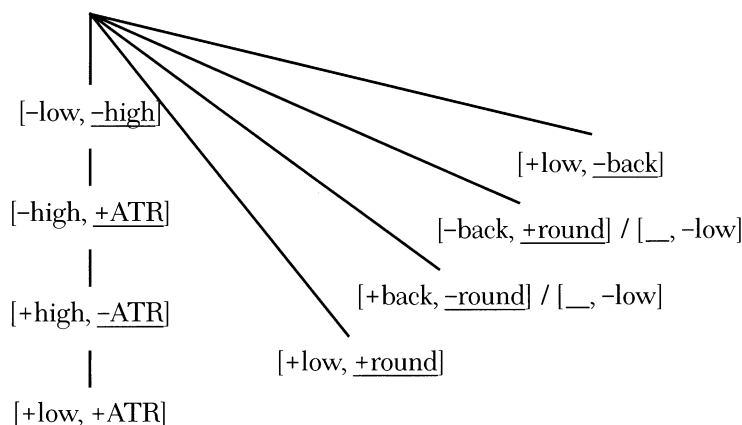 [–low, –high]
[+low, –back]
[–high, +ATR]
[–back, +round] / [__, –low]
[+back, –round] / [__, –low]
[+high, –ATR]
[+low, +round]
[+low, +ATR]